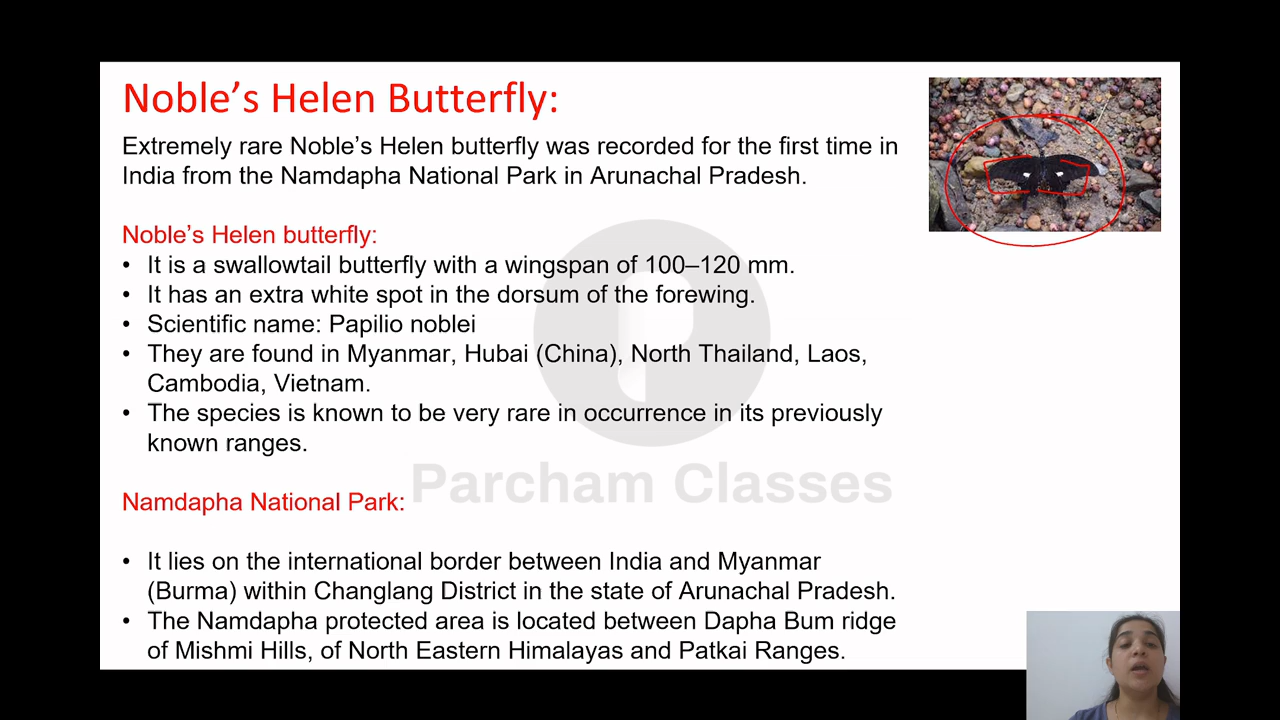 Noble’s Helen Butterfly:
Extremely rare Noble’s Helen butterfly was recorded for the first time in
India from the Namdapha National Park in Arunachal Pradesh.
Noble’s Helen butterfly:
• It is a swallowtail butterfly with a wingspan of 100–120 mm.
• It has an extra white spot in the dorsum of the forewing.
• Scientific name: Papilio noblei
• They are found in Myanmar, Hubai (China), North Thailand, Laos,
Cambodia, Vietnam.
• The species is known to be very rare in occurrence in its previously
known ranges.
Parcham Classes
Namdapha National Park:
• It lies on the international border between India and Myanmar
(Burma) within Changlang District in the state of Arunachal Pradesh.
• The Namdapha protected area is located between Dapha Bum ridge
of Mishmi Hills, of North Eastern Himalayas and Patkai Ranges.